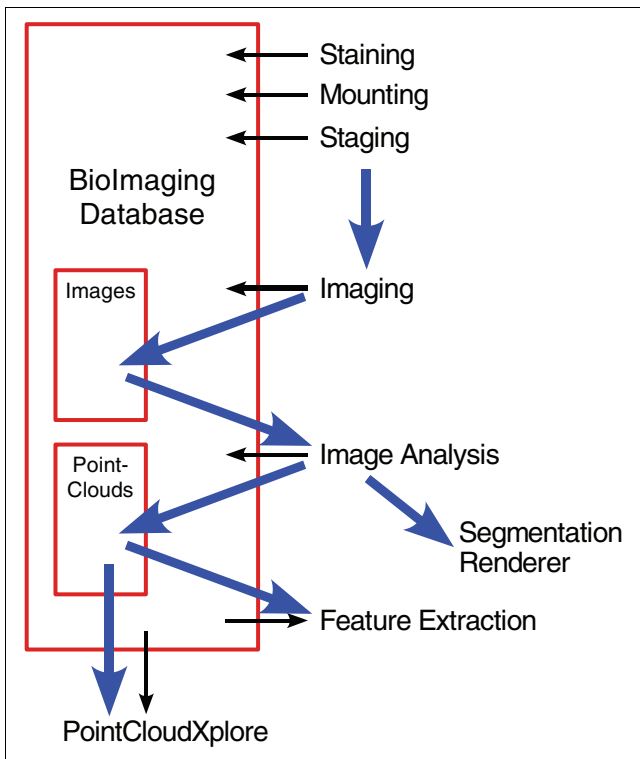 Staining
Mounting
Staging
BioImaging
Database
Images
Imaging
Point-
Clouds
Image Analysis
Segmentation
Renderer
Feature Extraction
PointCloudXplore